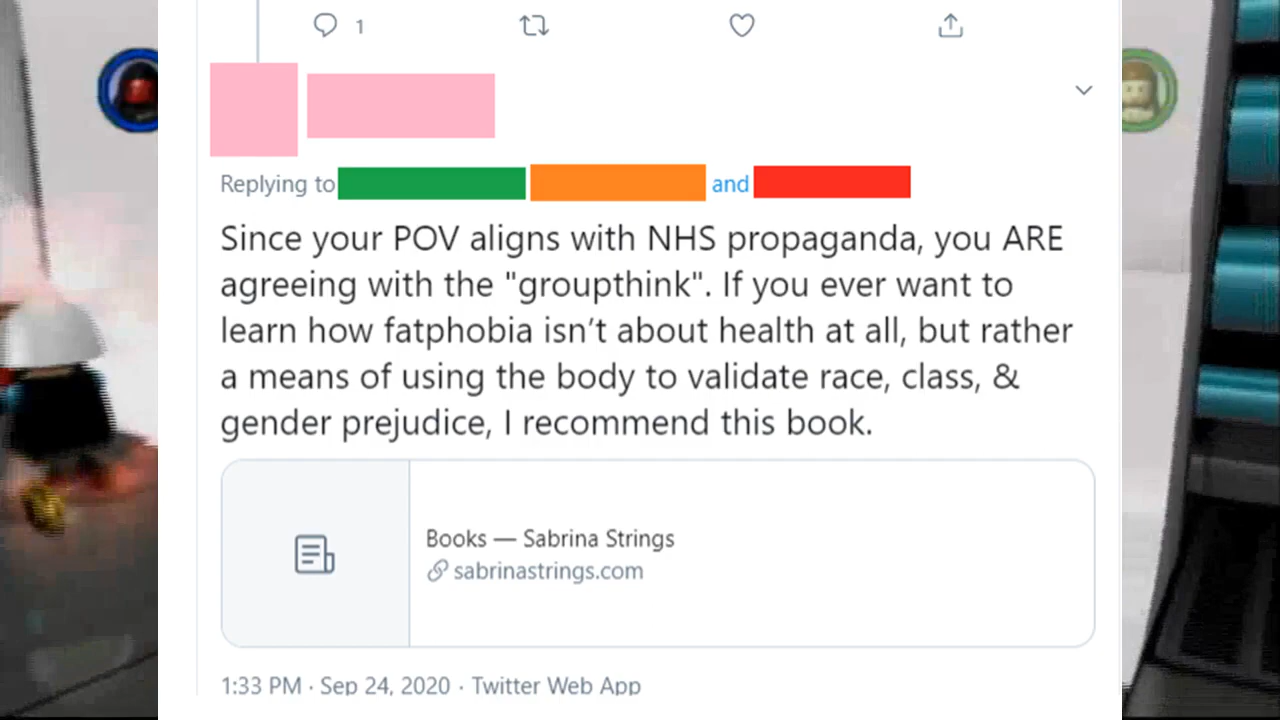 1
Replying to and
Since your POV aligns with NHS propaganda, you ARE
agreeing with the "groupthink". If you ever want to
learn how fatphobia isn’t about health at all, but rather
a means of using the body to validate race, class, &
gender prejudice, I recommend this book.
Books — Sabrina Strings
sabrinastrings.com
1:33 PM · Sep 24, 2020 · Twitter Web App